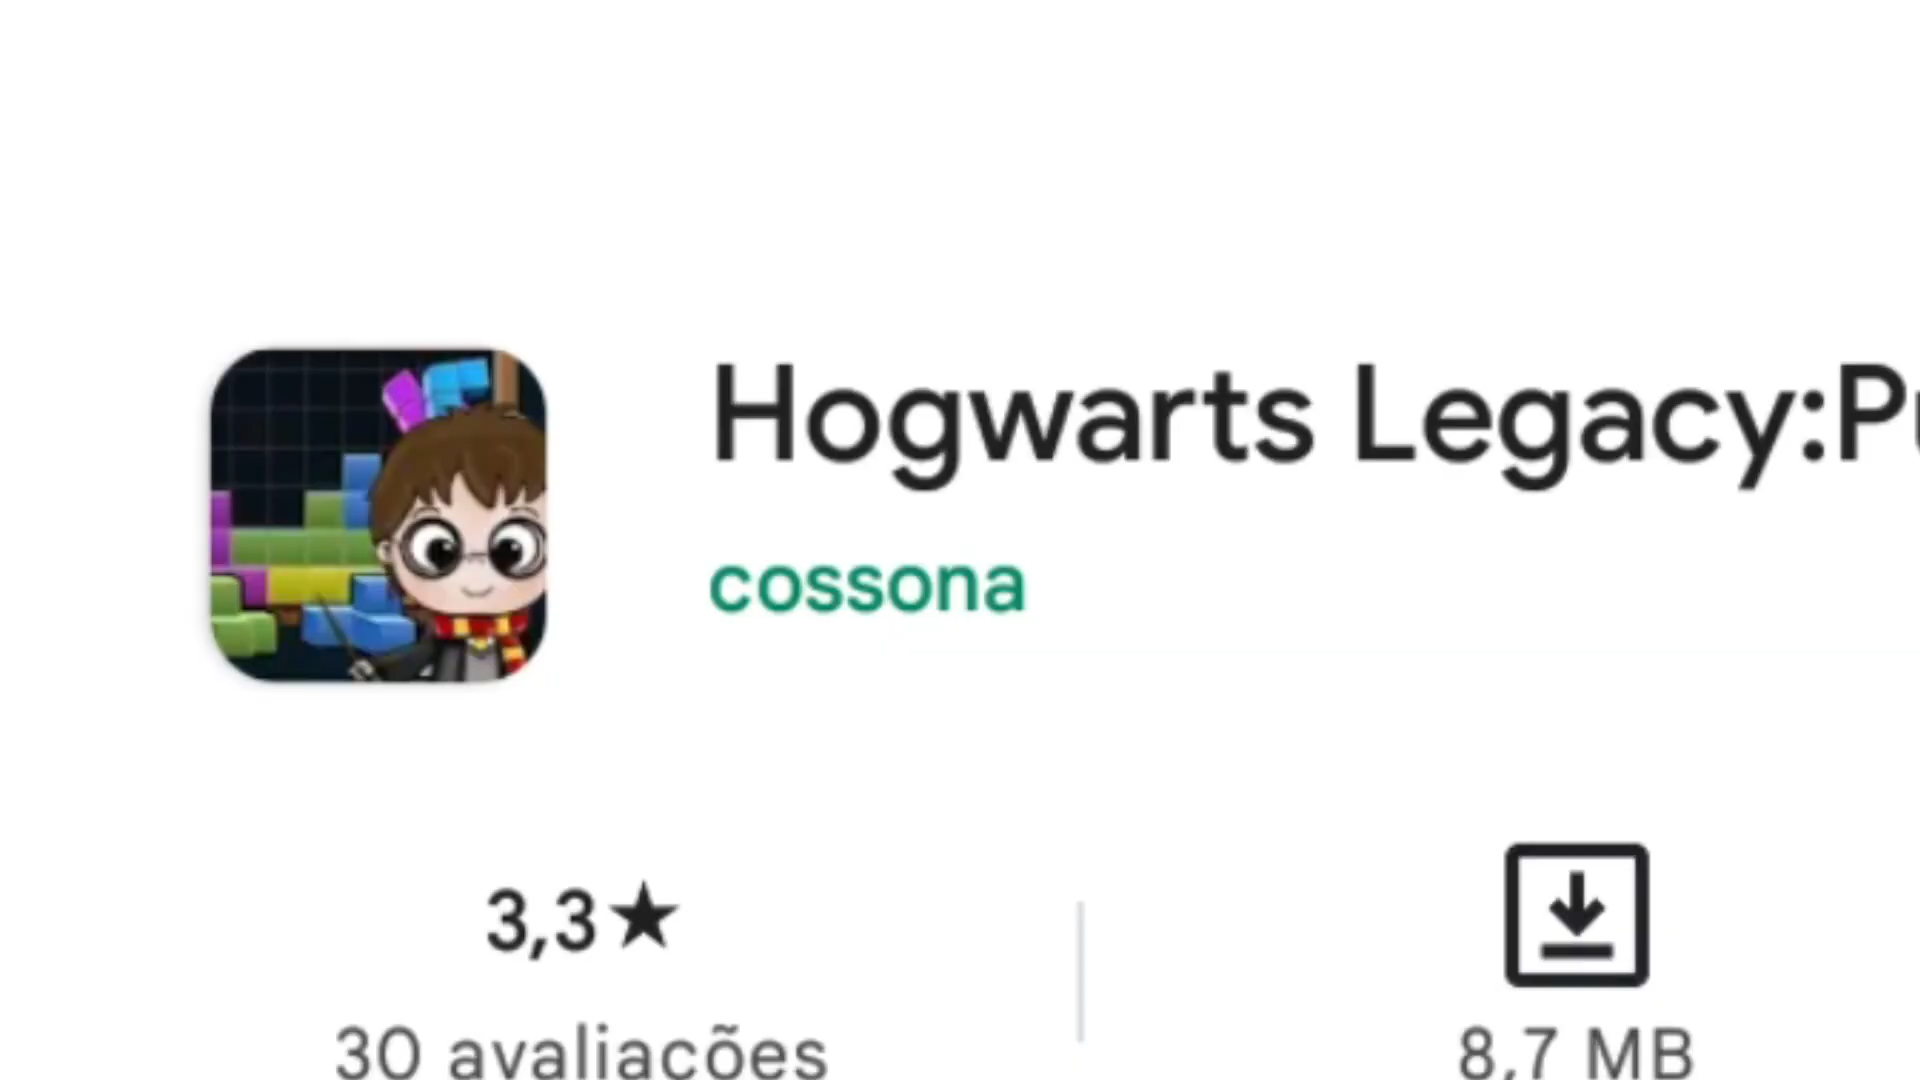 Hogwarts Legacy:Pu
cossona
3,3★
30 avaliações
8,7 MB